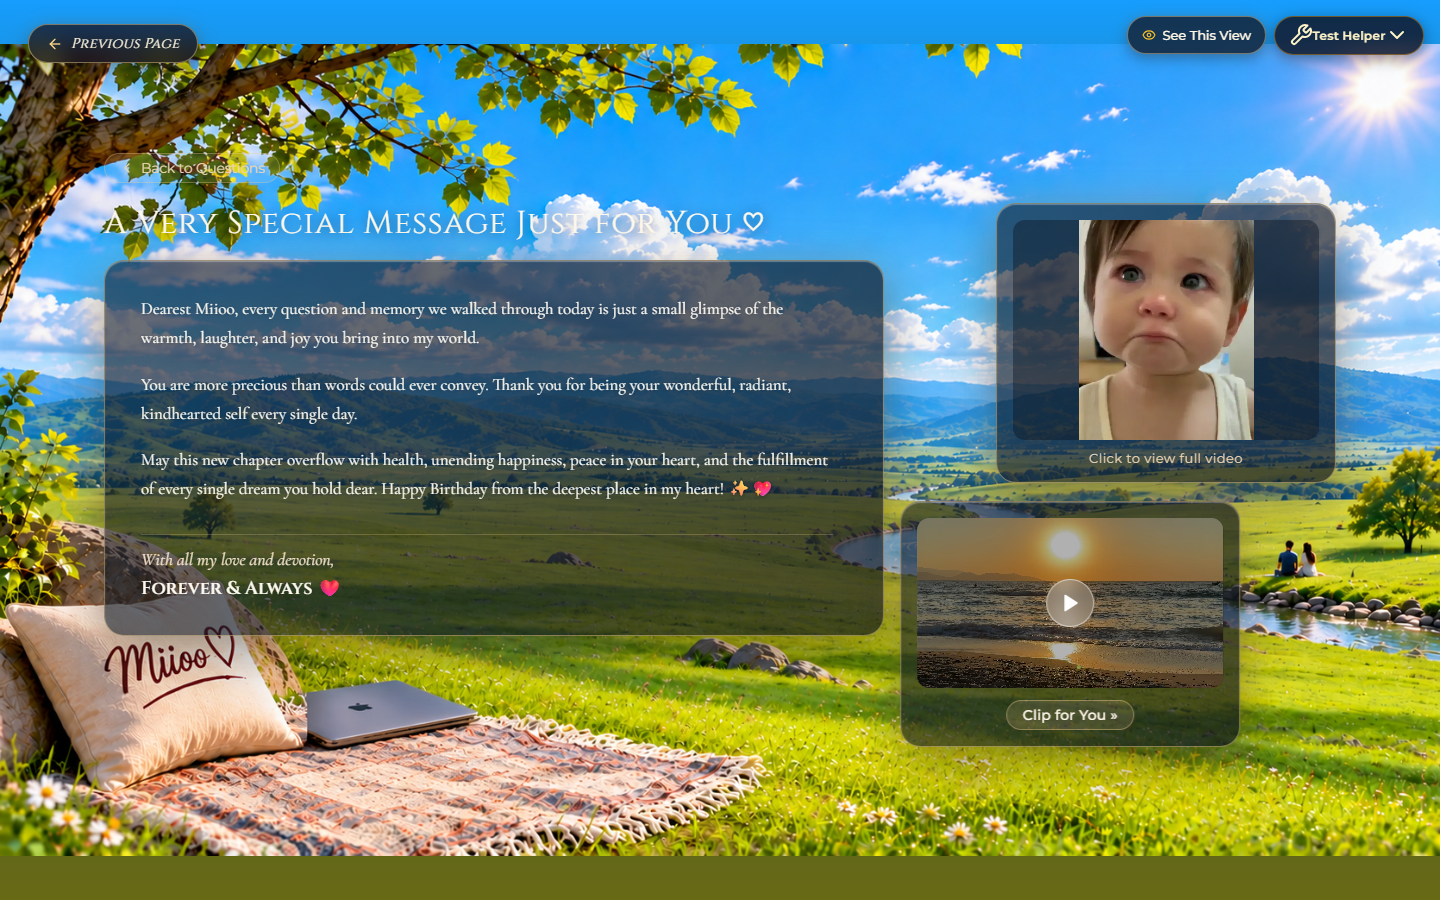 Previous Page
See This View
Test Helper
Back to Questions
A Very Special Message Just for You ♡
Dearest Miioo, every question and memory we walked through today is just a small glimpse of the
warmth, laughter, and joy you bring into my world.
You are more precious than words could ever convey. Thank you for being your wonderful, radiant,
kindhearted self every single day.
May this new chapter overflow with health, unending happiness, peace in your heart, and the fulfillment
of every single dream you hold dear. Happy Birthday from the deepest place in my heart! ✨ 💖
With all my love and devotion,
Forever & Always ❤️
Click to view full video
Clip for You »
Miioo♡